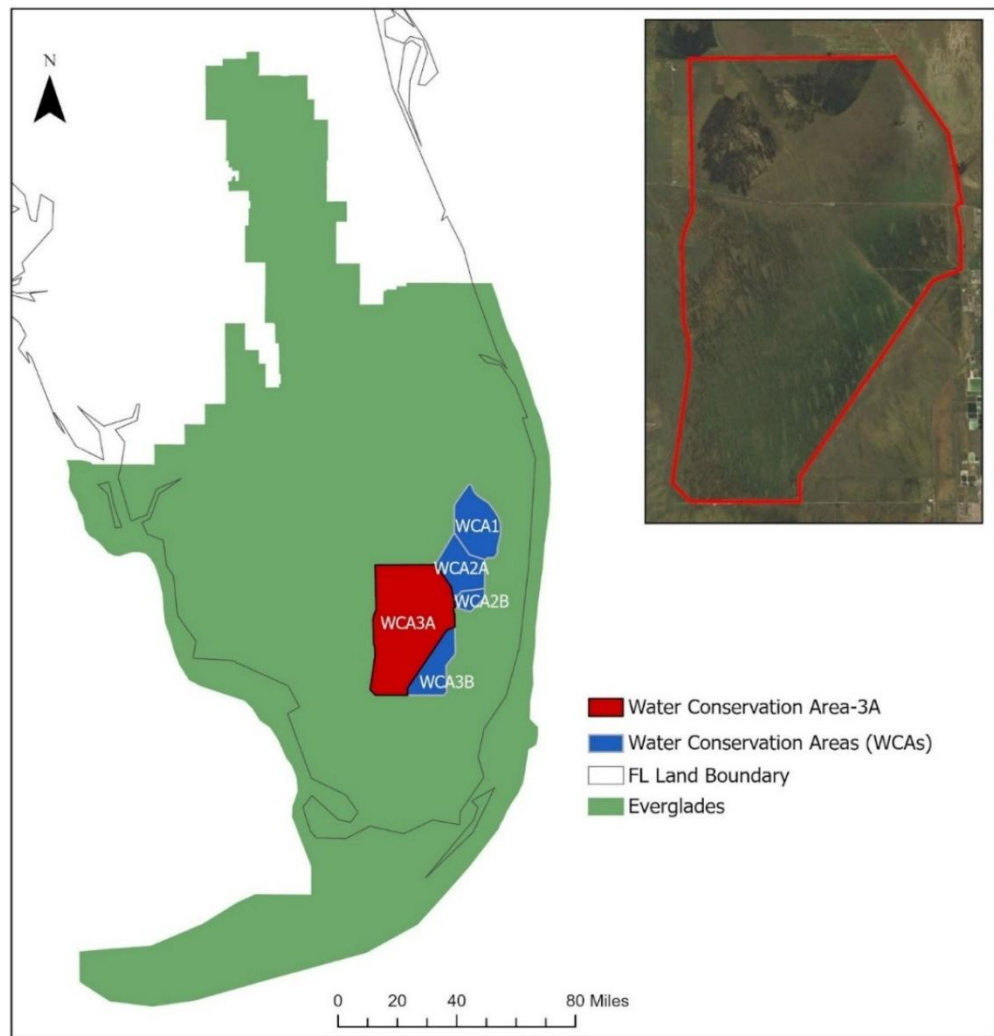 N
WCA1
WCA2A
WCA2B
WCA3A
WCA3B
Water Conservation Area-3A
Water Conservation Areas (WCAs)
FL Land Boundary
Everglades
0 20 40 80 Miles